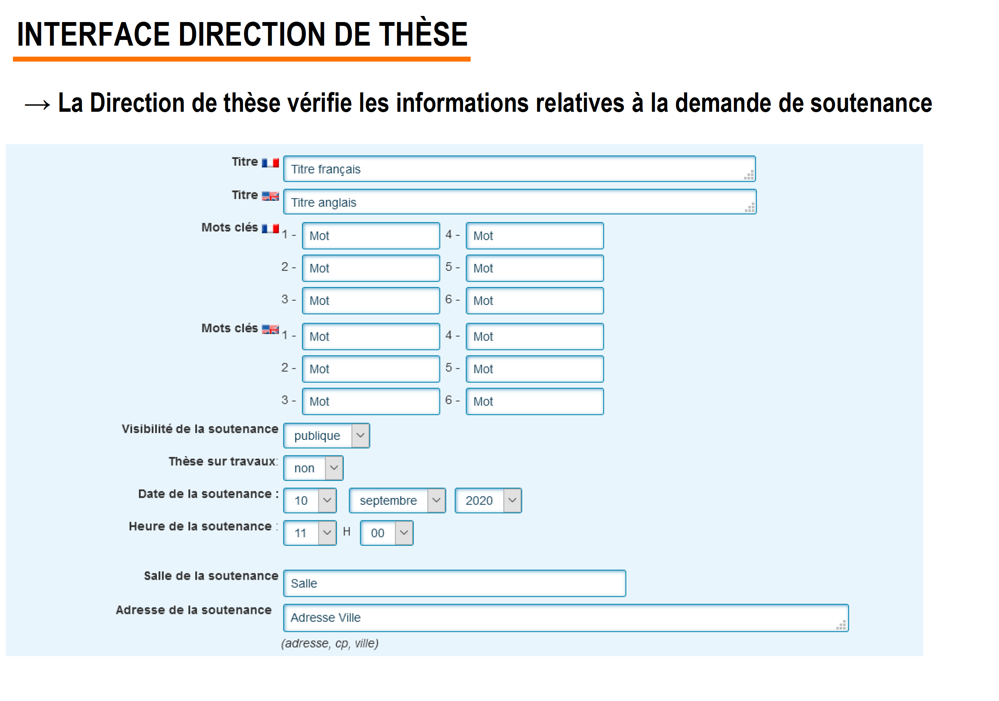 INTERFACE DIRECTION DE THÈSE
→ La Direction de thèse vérifie les informations relatives à la demande de soutenance
Titre Titre français
Titre Titre anglais
Mots clés 1 - Mot 4 - Mot
2 - Mot 5 - Mot
3 - Mot 6 - Mot
Mots clés 1 - Mot 4 - Mot
2 - Mot 5 - Mot
3 - Mot 6 - Mot
Visibilité de la soutenance publique
Thèse sur travaux: non
Date de la soutenance : 10 septembre 2020
Heure de la soutenance : 11 H 00
Salle de la soutenance Salle
Adresse de la soutenance Adresse Ville
(adresse, cp, ville)